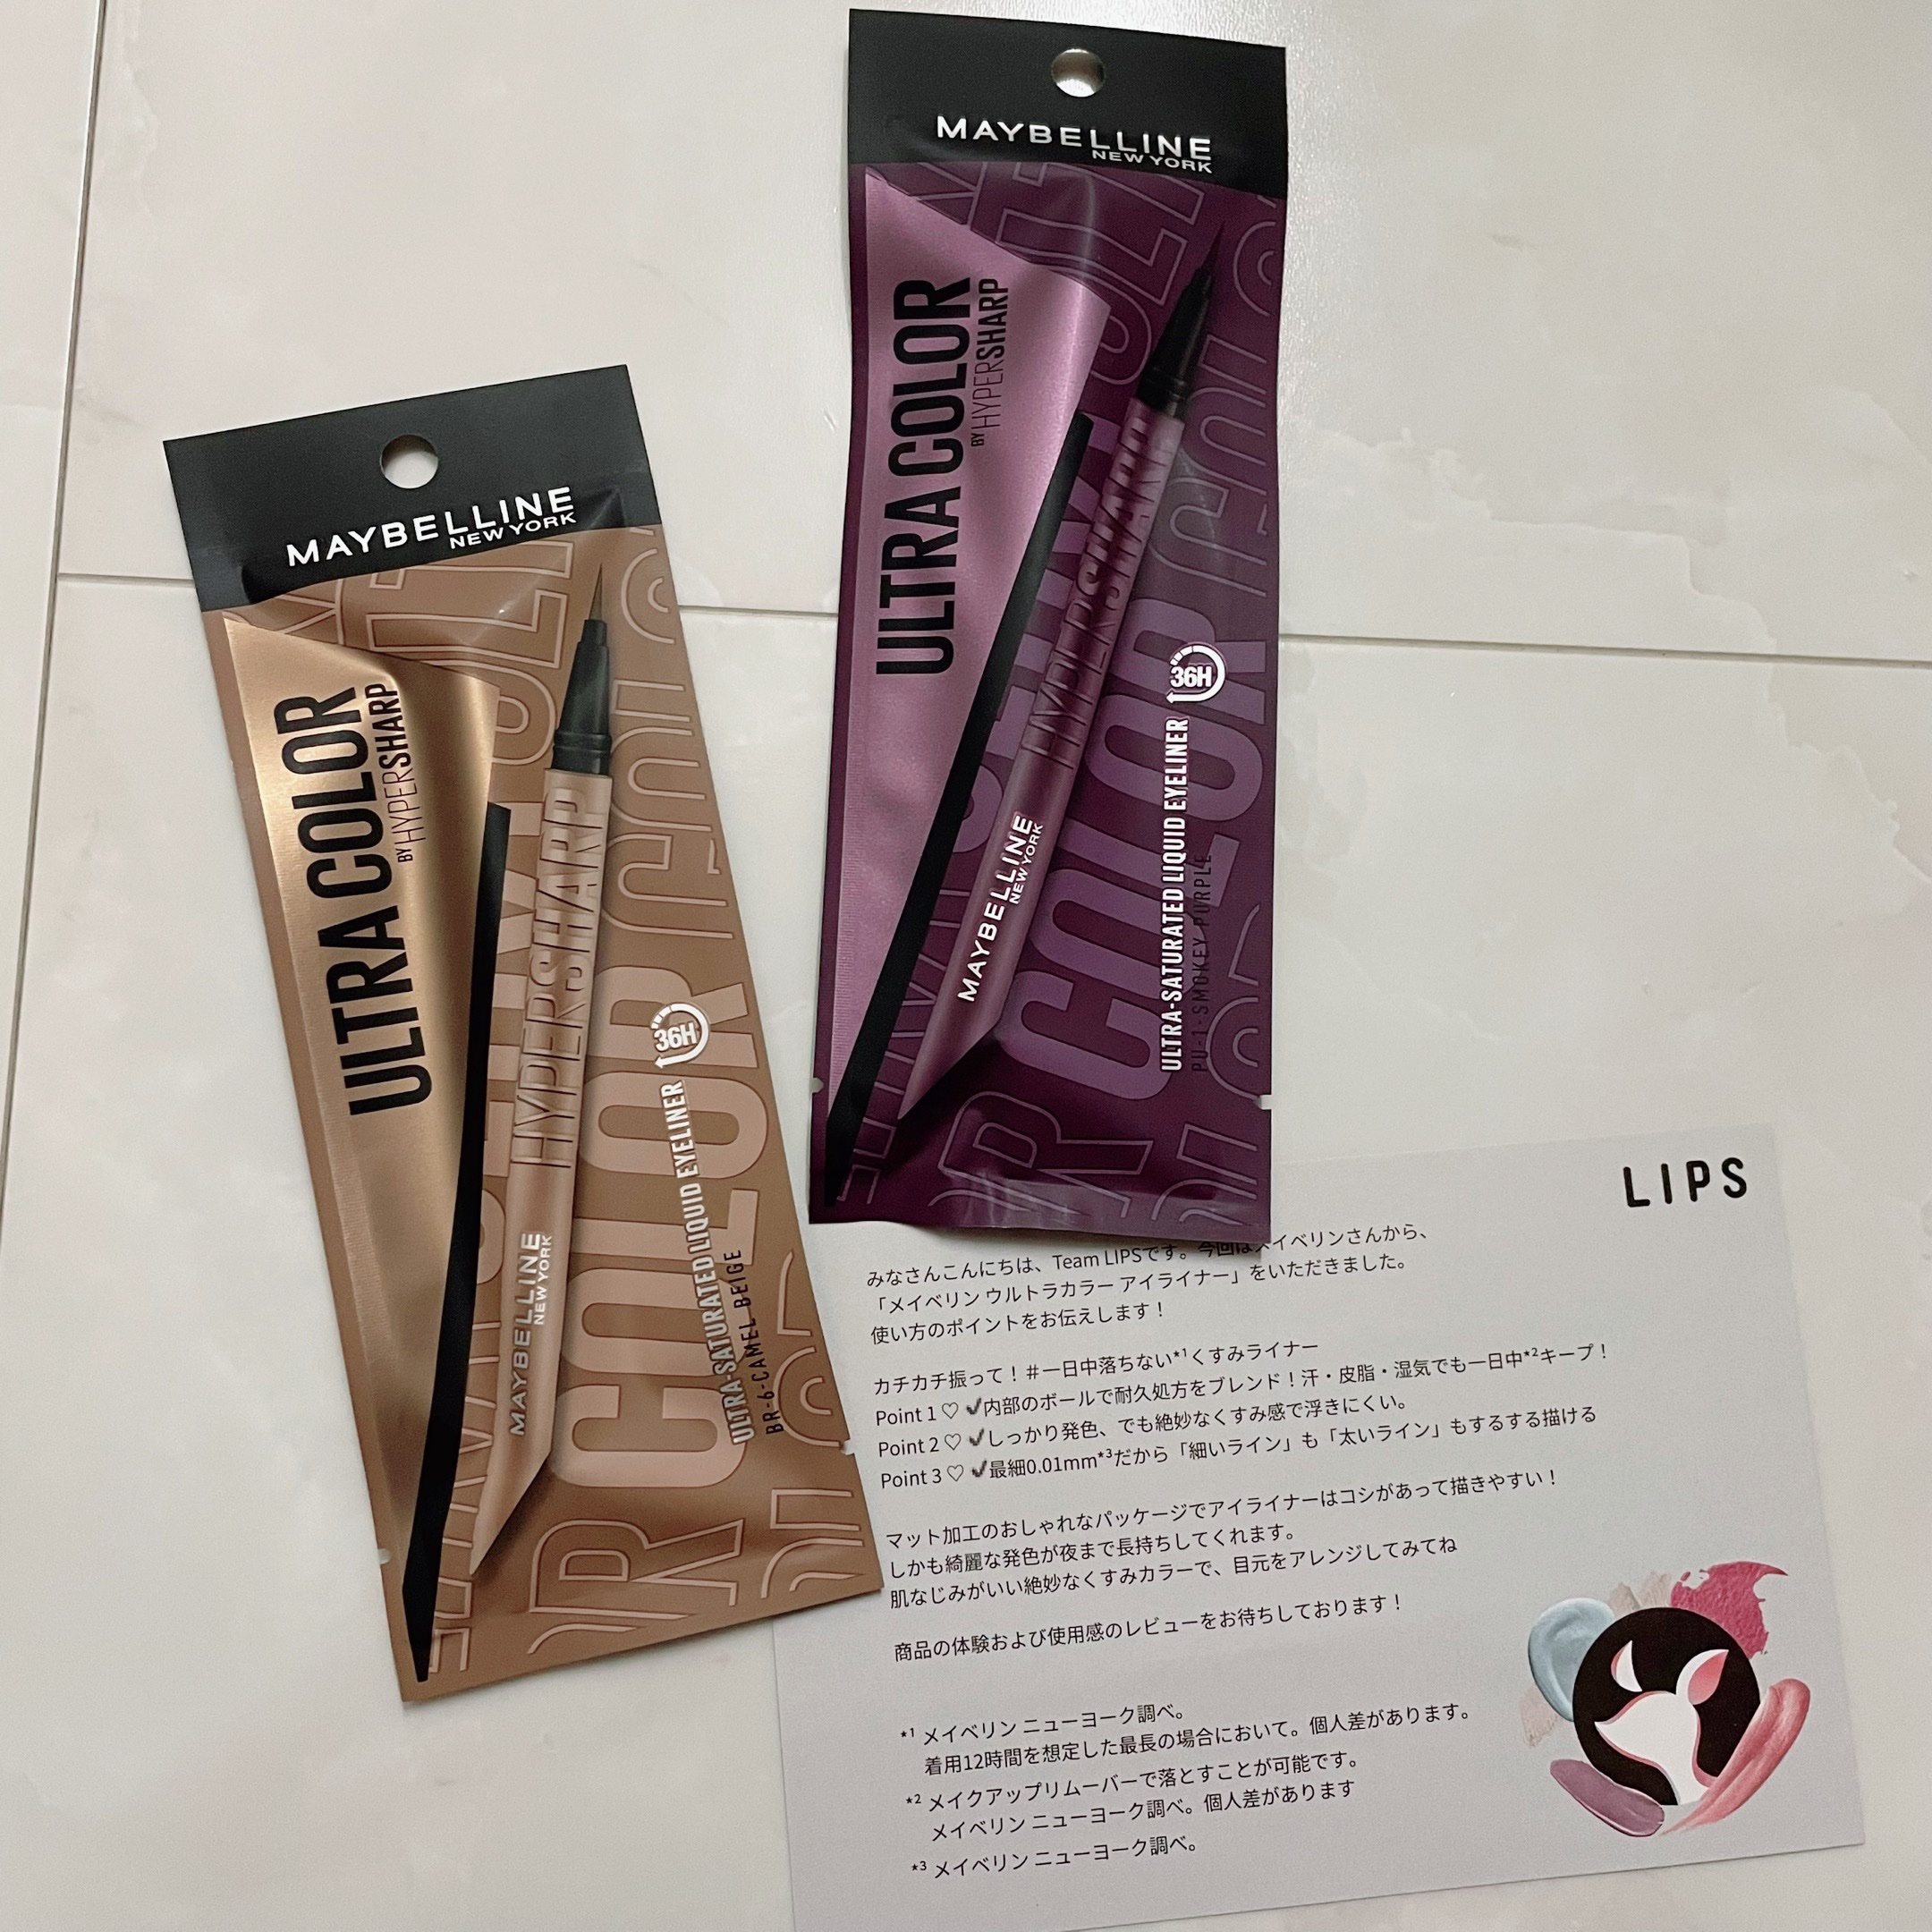 MAYBELLINE
NEW YORK
ULTRA COLOR
BY HYPERSHARP
HYPERSHARP
MAYBELLINE
NEW YORK
COLOR
36H
ULTRA-SATURATED LIQUID EYELINER
BR-6-CAMEL BEIGE
MAYBELLINE
NEW YORK
ULTRA COLOR
BY HYPERSHARP
HYPERSHARP
MAYBELLINE
NEW YORK
COLOR
36H
ULTRA-SATURATED LIQUID EYELINER
PU-1-SMOKEY PURPLE
LIPS
みなさんこんにちは、Team LIPSです。今回はメイベリンさんから、
「メイベリン ウルトラカラー アイライナー」をいただきました。
使い方のポイントをお伝えします！
カチカチ振って！＃一日中落ちない*1くすみライナー
Point 1 ♡ ✔内部のボールで耐久処方をブレンド！汗・皮脂・湿気でも一日中*2キープ！
Point 2 ♡ ✔しっかり発色、でも絶妙なくすみ感で浮きにくい。
Point 3 ♡ ✔最細0.01mm*3だから「細いライン」も「太いライン」もするする描ける
マット加工のおしゃれなパッケージでアイライナーはコシがあって描きやすい！
しかも綺麗な発色が夜まで長持ちしてくれます。
肌なじみがいい絶妙なくすみカラーで、目元をアレンジしてみてね
商品の体験および使用感のレビューをお待ちしております！
*1 メイベリン ニューヨーク調べ。
着用12時間を想定した最長の場合において。個人差があります。
*2 メイクアップリムーバーで落とすことが可能です。
メイベリン ニューヨーク調べ。個人差があります
*3 メイベリン ニューヨーク調べ。